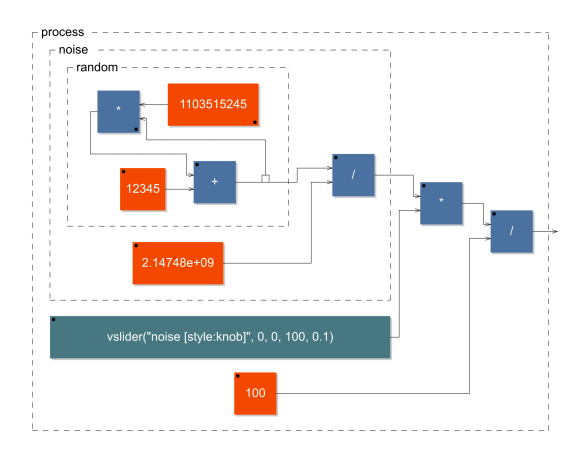 process
noise
random
1103515245
*
12345
+
/
*
/
2.14748e+09
vslider("noise [style:knob]", 0, 0, 100, 0.1)
100